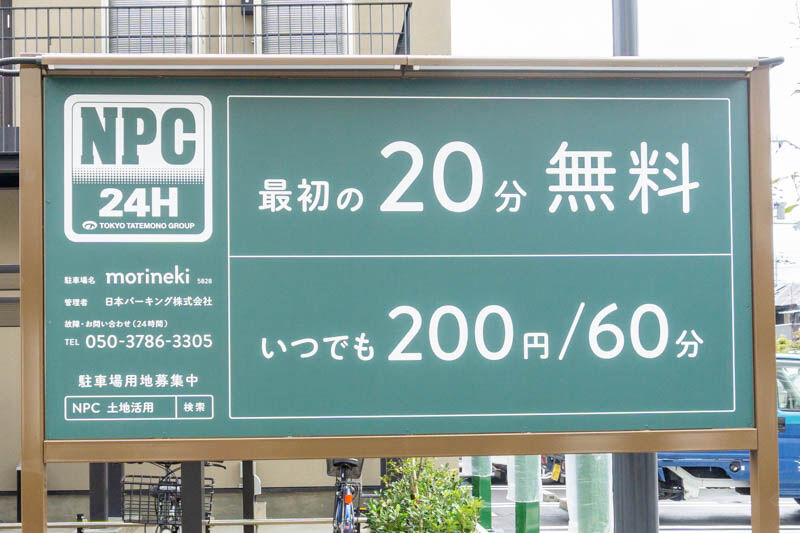 NPC
24H
TOKYO TATEMONO GROUP
駐車場名 morineki 5828
管理者 日本パーキング株式会社
故障・お問い合わせ(24時間)
TEL 050-3786-3305
駐車場用地募集中
NPC 土地活用 検索
最初の20分無料
いつでも200円/60分